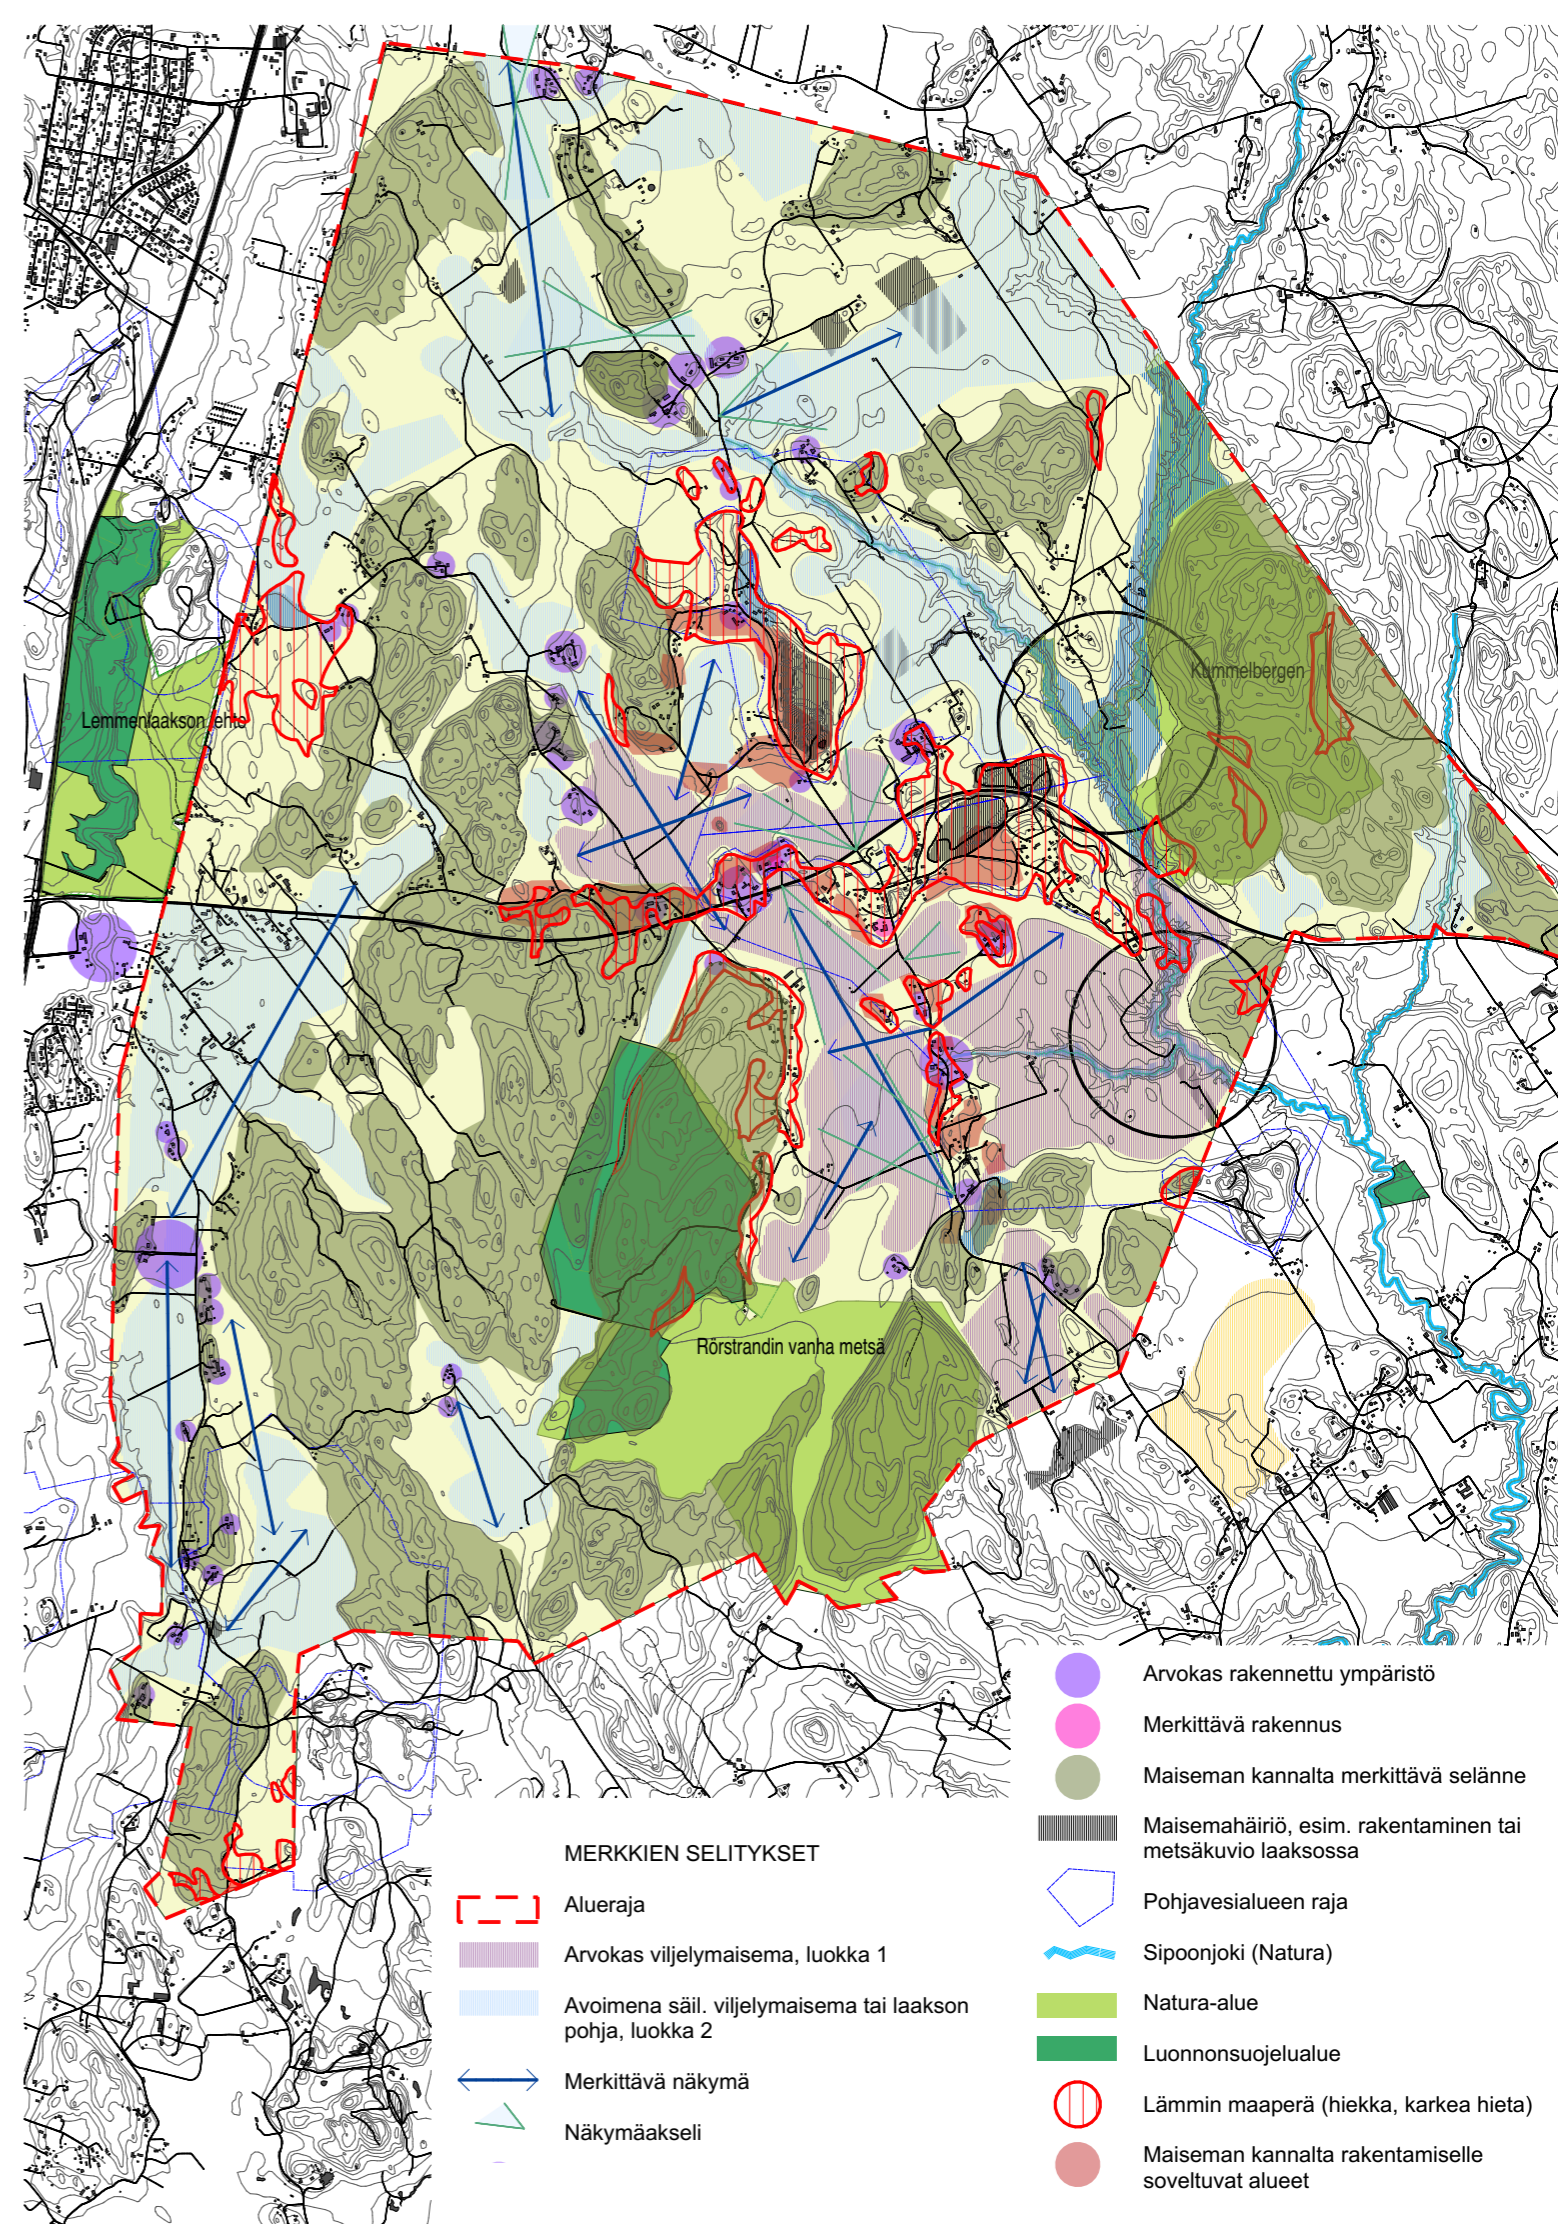 Kummelbergen
Lemmenlaakson lehto
Rörstrandin vanha metsä
MERKKIEN SELITYKSET
Alueraja
Arvokas viljelymaisema, luokka 1
Avoimena säil. viljelymaisema tai laakson
pohja, luokka 2
Merkittävä näkymä
Näkymäakseli
Arvokas rakennettu ympäristö
Merkittävä rakennus
Maiseman kannalta merkittävä selänne
Maisemahäiriö, esim. rakentaminen tai
metsäkuvio laaksossa
Pohjavesialueen raja
Sipoonjoki (Natura)
Natura-alue
Luonnonsuojelualue
Lämmin maaperä (hiekka, karkea hieta)
Maiseman kannalta rakentamiselle
soveltuvat alueet